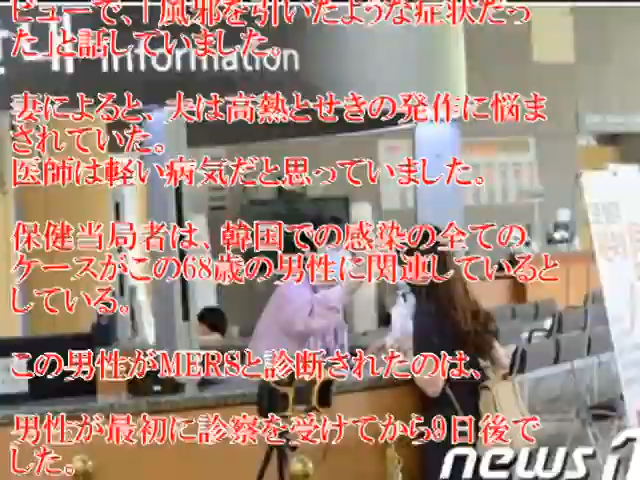 ビューで、「風邪を引いたような症状だっ
た」と話していました。
Information
妻によると、夫は高熱とせきの発作に悩ま
されていた。
医師は軽い病気だと思っていました。
保健当局者は、韓国での感染の全ての
ケースがこの68歳の男性に関連していると
している。
この男性がMERSと診断されたのは、
男性が最初に診察を受けてから9日後で
した。
news1